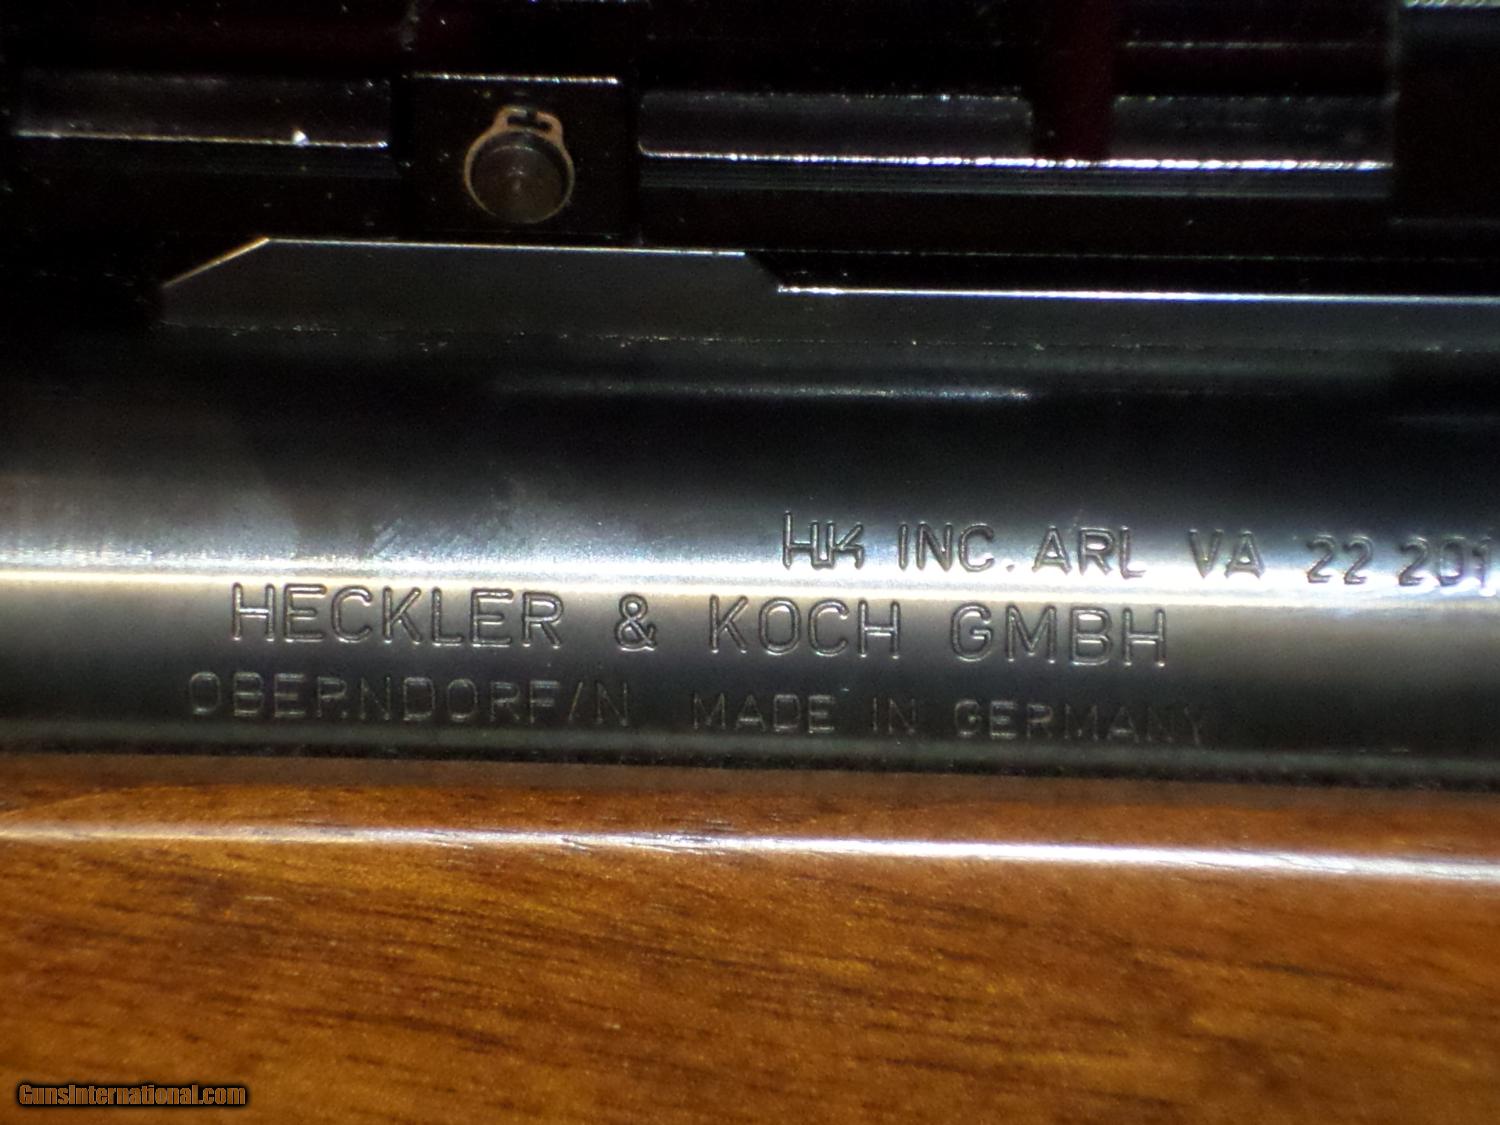 HK INC. ARL VA 22 201
HECKLER & KOCH GMBH
OBERNDORF/N MADE IN GERMANY
GunsInternational.com